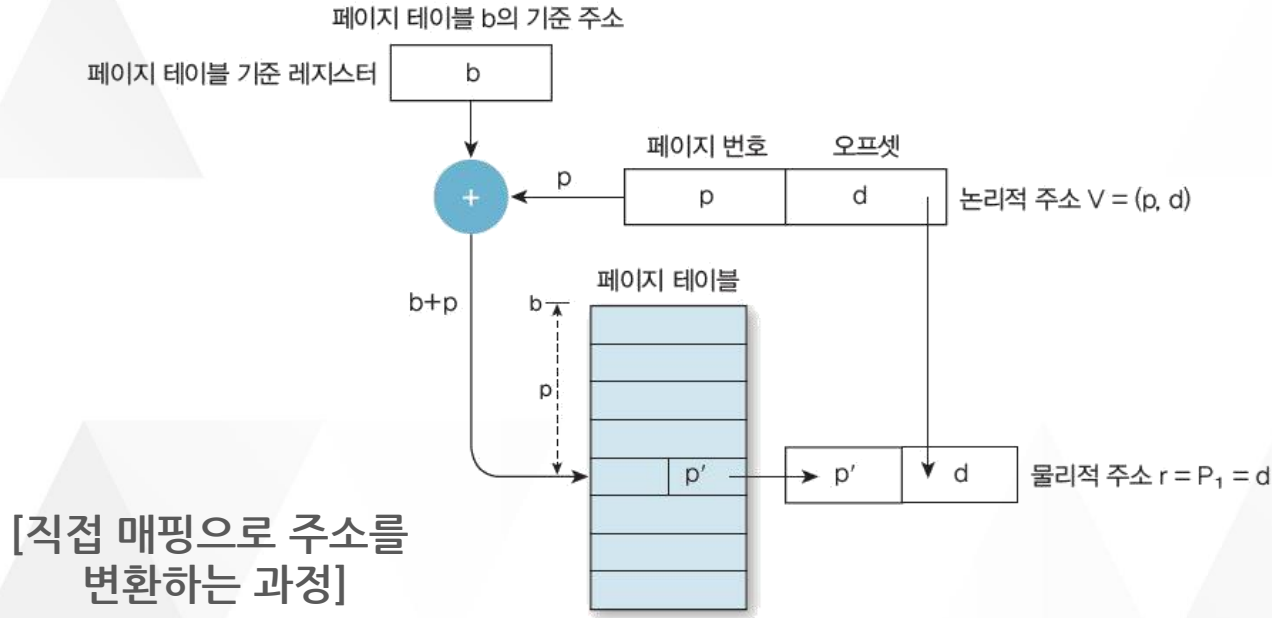 페이지 테이블 b의 기준 주소
페이지 테이블 기준 레지스터
b
페이지 번호
오프셋
+
p
p
d
논리적 주소 V = (p, d)
페이지 테이블
b+p
b
p
p′
p′
d
물리적 주소 r = P₁ = d
[직접 매핑으로 주소를
변환하는 과정]